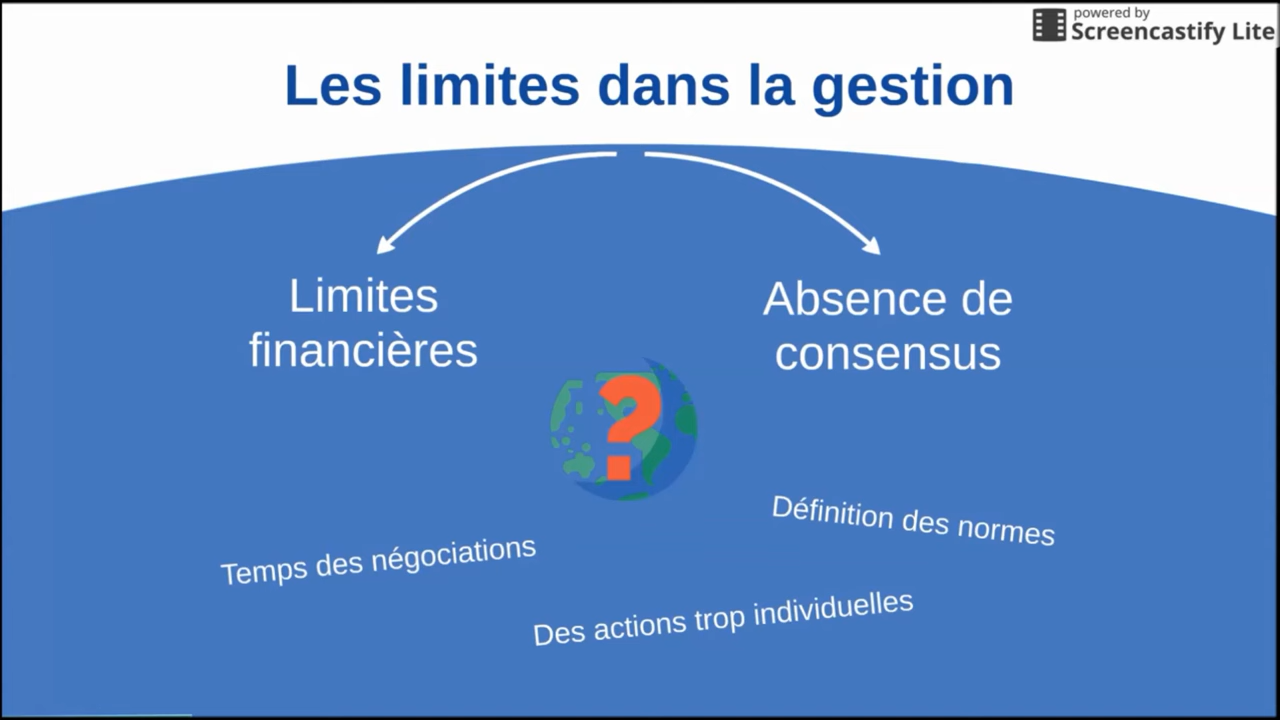 powered by
Screencastify Lite
Les limites dans la gestion
Limites
financières
Absence de
consensus
?
Définition des normes
Temps des négociations
Des actions trop individuelles